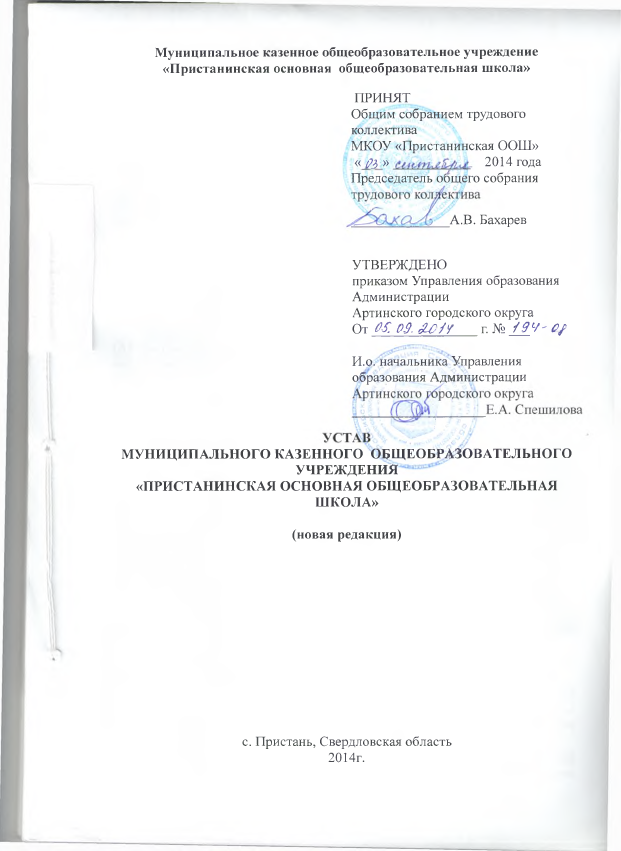 Муниципальное казенное общеобразовательное учреждение
«Пристанинская основная общеобразовательная школа»
ПРИНЯТ
Общим собранием трудового
коллектива
МКОУ «Пристанинская ООШ»
«03» сентября 2014 года
Председатель общего собрания
трудового коллектива
А.В. Бахарев
УТВЕРЖДЕНО
приказом Управления образования
Администрации
Артинского городского округа
От 05.09.2014 г. № 194-од
И.о. начальника Управления
образования Администрации
Артинского городского округа
Е.А. Спешилова
УСТАВ
МУНИЦИПАЛЬНОГО КАЗЕННОГО ОБЩЕОБРАЗОВАТЕЛЬНОГО
УЧРЕЖДЕНИЯ
«ПРИСТАНИНСКАЯ ОСНОВНАЯ ОБЩЕОБРАЗОВАТЕЛЬНАЯ
ШКОЛА»
(новая редакция)
с. Пристань, Свердловская область
2014г.